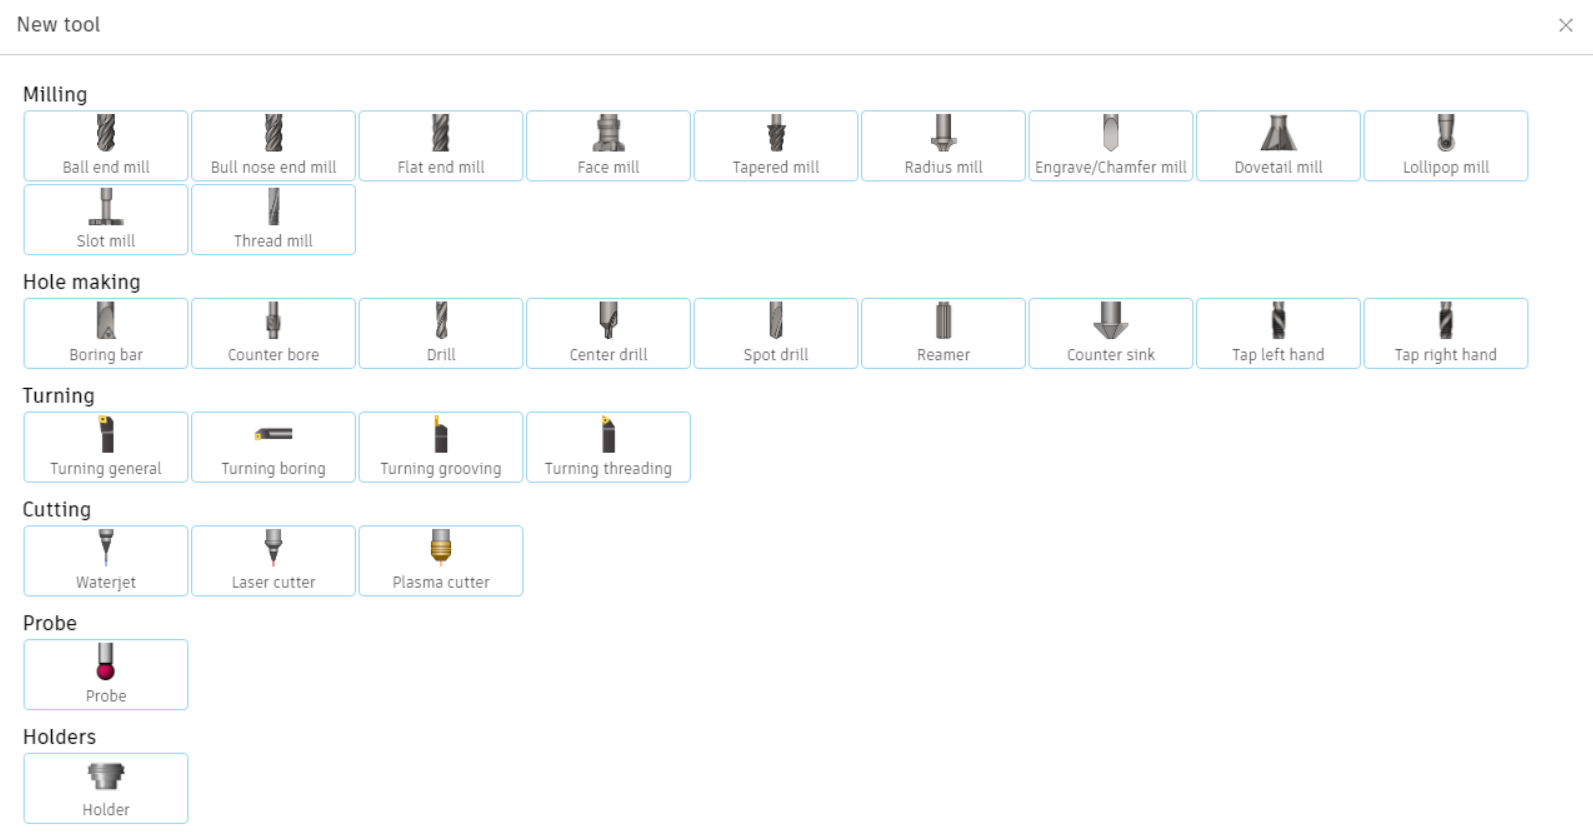 New tool
Milling
Ball end mill
Bull nose end mill
Flat end mill
Face mill
Tapered mill
Radius mill
Engrave/Chamfer mill
Dovetail mill
Lollipop mill
Slot mill
Thread mill
Hole making
Boring bar
Counter bore
Drill
Center drill
Spot drill
Reamer
Counter sink
Tap left hand
Tap right hand
Turning
Turning general
Turning boring
Turning grooving
Turning threading
Cutting
Waterjet
Laser cutter
Plasma cutter
Probe
Probe
Holders
Holder